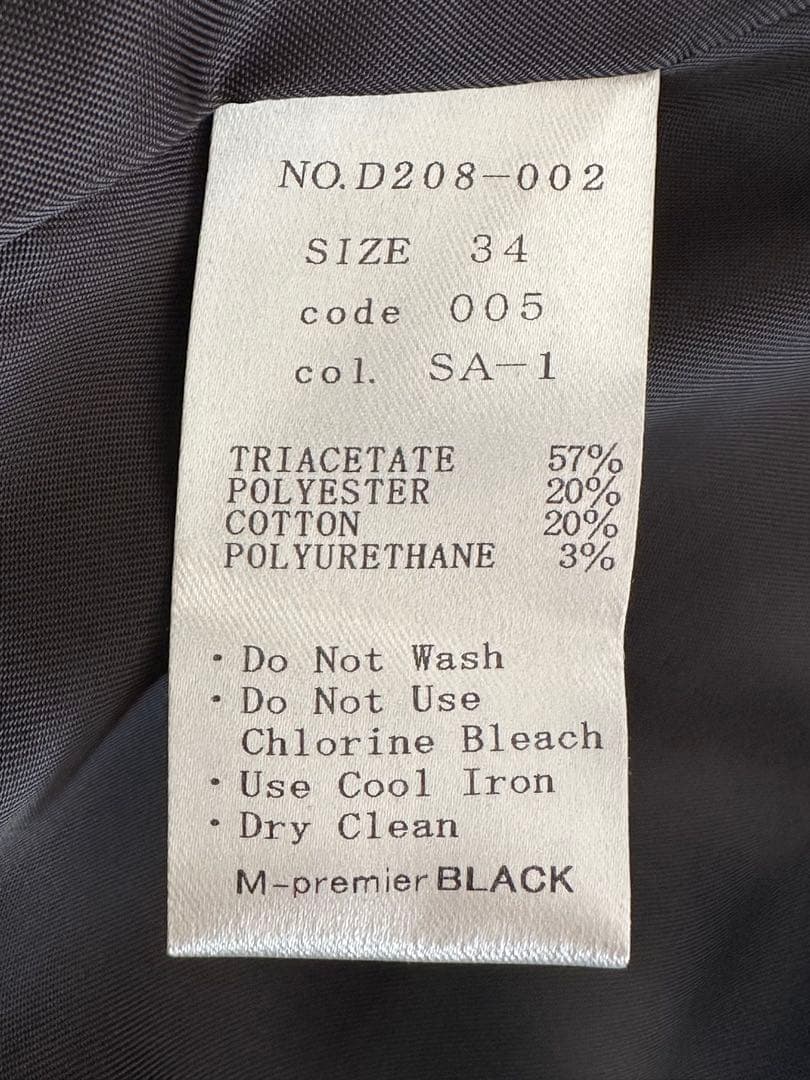 NO. D208-002
SIZE 34
code 005
col. SA-1
TRIACETATE 57%
POLYESTER 20%
COTTON 20%
POLYURETHANE 3%
・Do Not Wash
・Do Not Use
Chlorine Bleach
・Use Cool Iron
・Dry Clean
M-premier BLACK